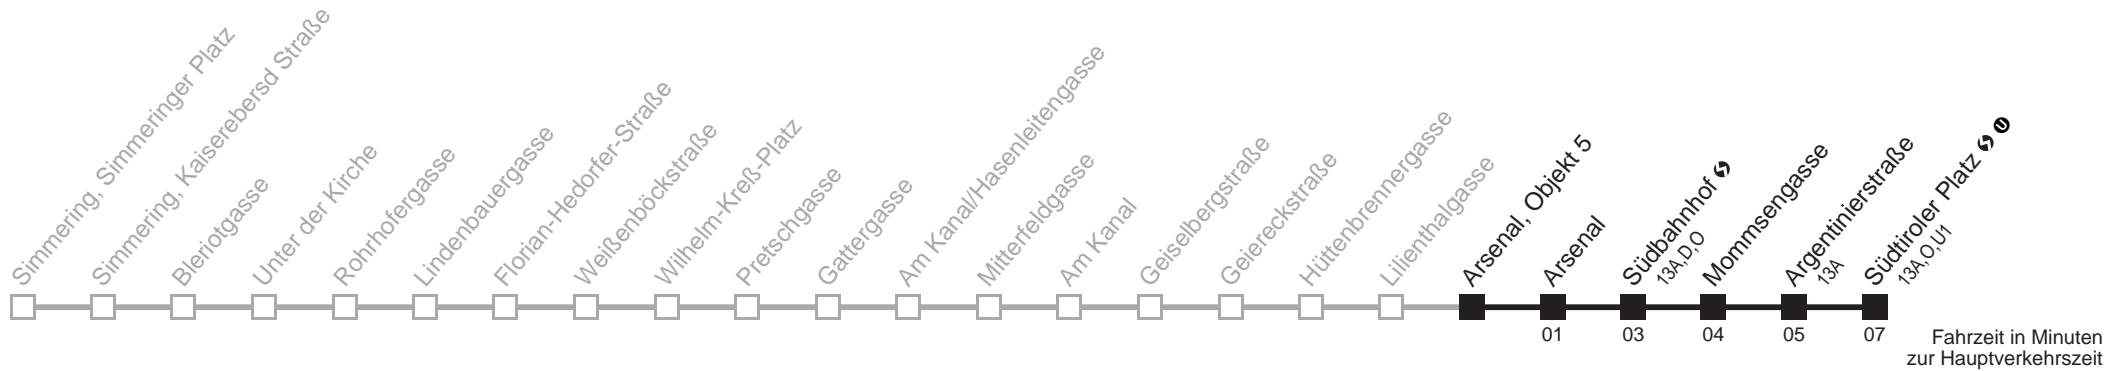 Simmering, Simmeringer Platz
Simmering, Kaiserebersd Straße
Bleriotgasse
Unter der Kirche
Rohrhofergasse
Lindenbauergasse
Florian-Hedorfer-Straße
Weißenböckstraße
Wilhelm-Kreß-Platz
Pretschgasse
Gattergasse
Am Kanal/Hasenleitengasse
Mitterfeldgasse
Am Kanal
Geiselbergstraße
Geiereckstraße
Hüttenbrennergasse
Lilienthalgasse
Arsenal, Objekt 5
Arsenal
Südbahnhof
13A,D,O
Mommsengasse
Argentinierstraße
13A
Südtiroler Platz U
13A,O,U1
01 03 04 05 07
Fahrzeit in Minuten
zur Hauptverkehrszeit